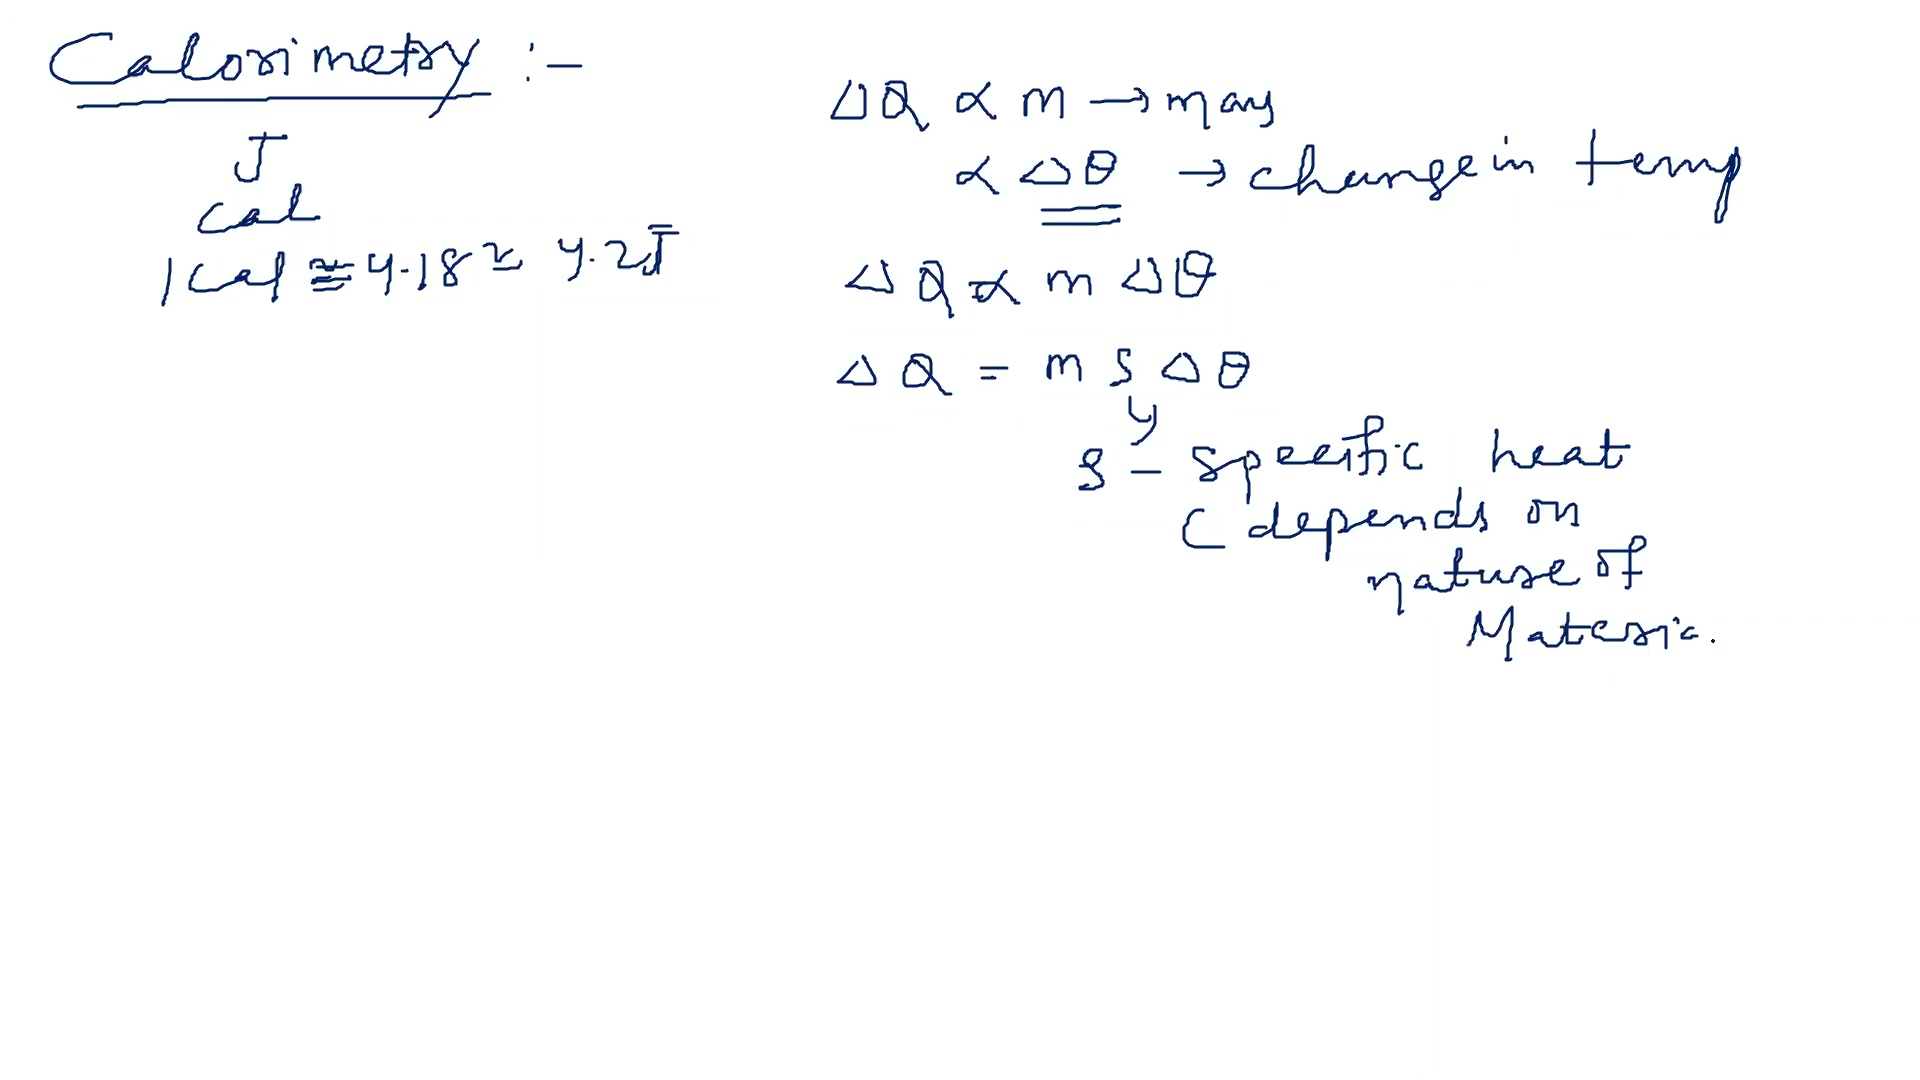 Calorimetry :-
J
Cal
1 Cal ≅ 4.18 ≃ 4.2J
ΔQ ∝ m → mass
∝ Δθ → change in temp
ΔQ ∝ m Δθ
ΔQ = m s Δθ
s - specific heat
C depends on
nature of
Materia.